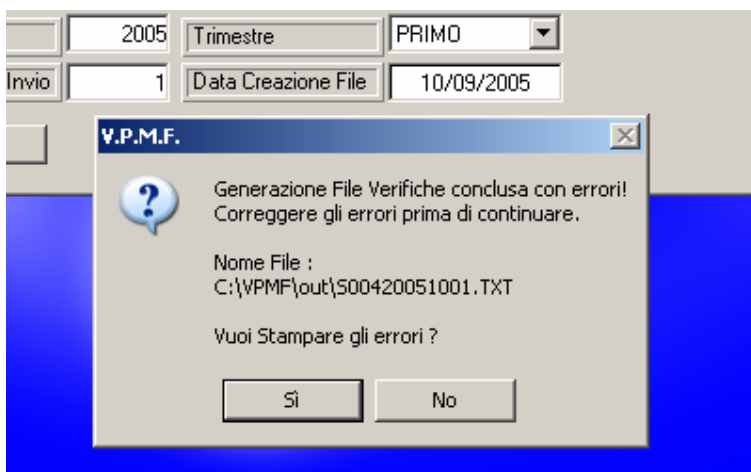 2005 Trimestre PRIMO
Invio 1 Data Creazione File 10/09/2005
V.P.M.F.
Generazione File Verifiche conclusa con errori!
Correggere gli errori prima di continuare.
Nome File :
C:\VPMF\out\S00420051001.TXT
Vuoi Stampare gli errori ?
Sì No